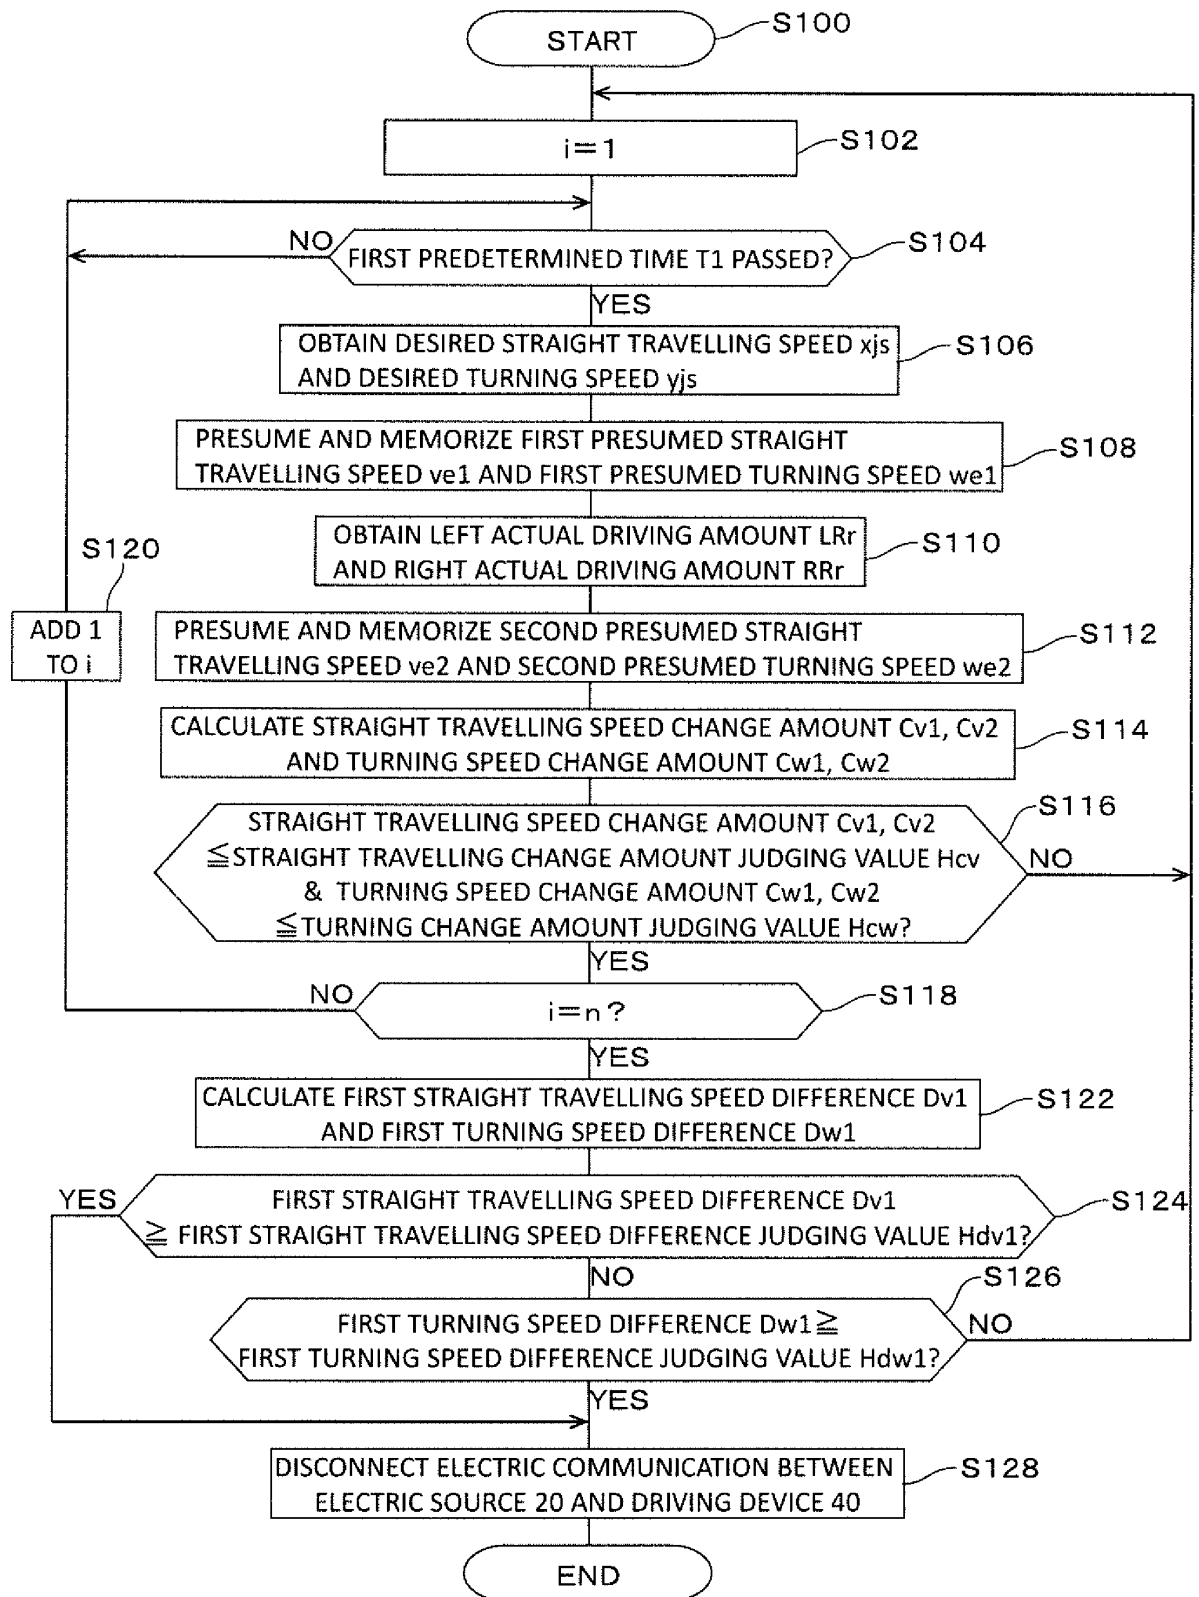 START
S100
i=1
S102
NO
FIRST PREDETERMINED TIME T1 PASSED?
S104
YES
OBTAIN DESIRED STRAIGHT TRAVELLING SPEED xjs
AND DESIRED TURNING SPEED yjs
S106
PRESUME AND MEMORIZE FIRST PRESUMED STRAIGHT
TRAVELLING SPEED ve1 AND FIRST PRESUMED TURNING SPEED we1
S108
OBTAIN LEFT ACTUAL DRIVING AMOUNT LRr
AND RIGHT ACTUAL DRIVING AMOUNT RRr
S110
S120
ADD 1
TO i
PRESUME AND MEMORIZE SECOND PRESUMED STRAIGHT
TRAVELLING SPEED ve2 AND SECOND PRESUMED TURNING SPEED we2
S112
CALCULATE STRAIGHT TRAVELLING SPEED CHANGE AMOUNT Cv1, Cv2
AND TURNING SPEED CHANGE AMOUNT Cw1, Cw2
S114
STRAIGHT TRAVELLING SPEED CHANGE AMOUNT Cv1, Cv2
≦STRAIGHT TRAVELLING CHANGE AMOUNT JUDGING VALUE Hcv
& TURNING SPEED CHANGE AMOUNT Cw1, Cw2
≦TURNING CHANGE AMOUNT JUDGING VALUE Hcw?
S116
NO
YES
NO
i=n?
S118
YES
CALCULATE FIRST STRAIGHT TRAVELLING SPEED DIFFERENCE Dv1
AND FIRST TURNING SPEED DIFFERENCE Dw1
S122
YES
FIRST STRAIGHT TRAVELLING SPEED DIFFERENCE Dv1
≧ FIRST STRAIGHT TRAVELLING SPEED DIFFERENCE JUDGING VALUE Hdv1?
S124
NO
S126
FIRST TURNING SPEED DIFFERENCE Dw1≧
FIRST TURNING SPEED DIFFERENCE JUDGING VALUE Hdw1?
NO
YES
DISCONNECT ELECTRIC COMMUNICATION BETWEEN
ELECTRIC SOURCE 20 AND DRIVING DEVICE 40
S128
END